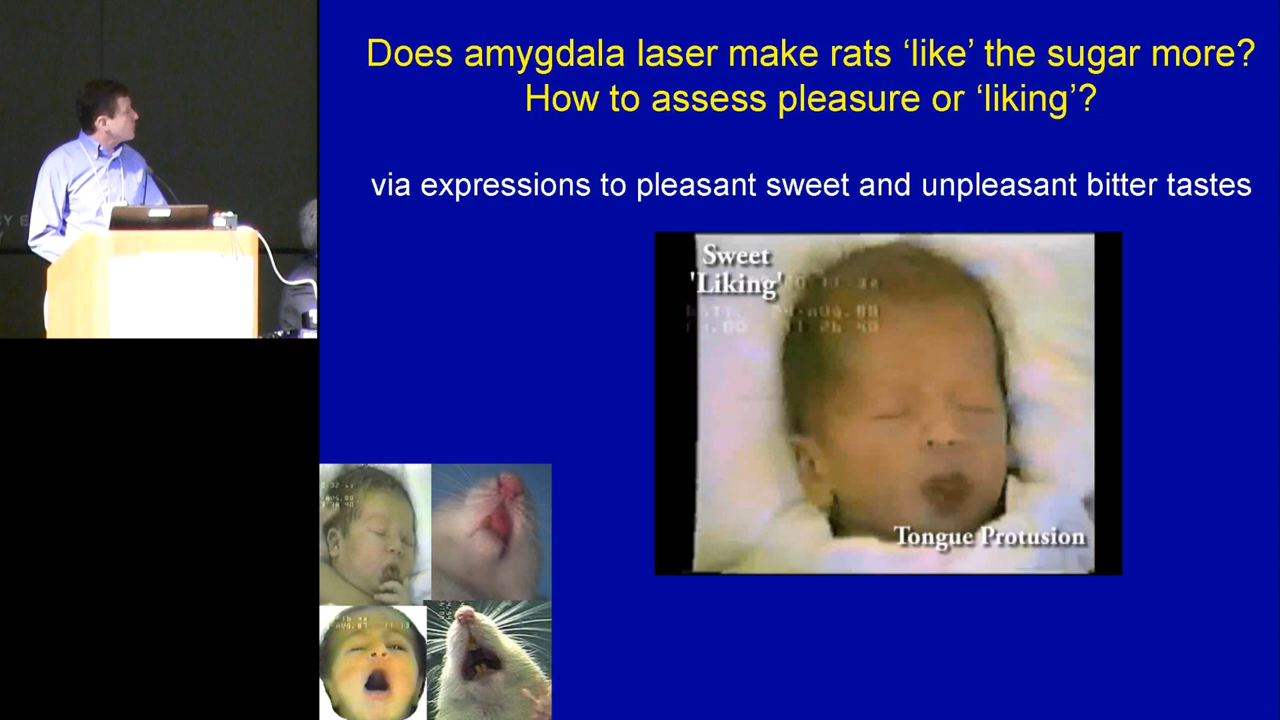 Does amygdala laser make rats ‘like’ the sugar more?
How to assess pleasure or ‘liking’?
via expressions to pleasant sweet and unpleasant bitter tastes
Sweet
'Liking'
Tongue Protusion